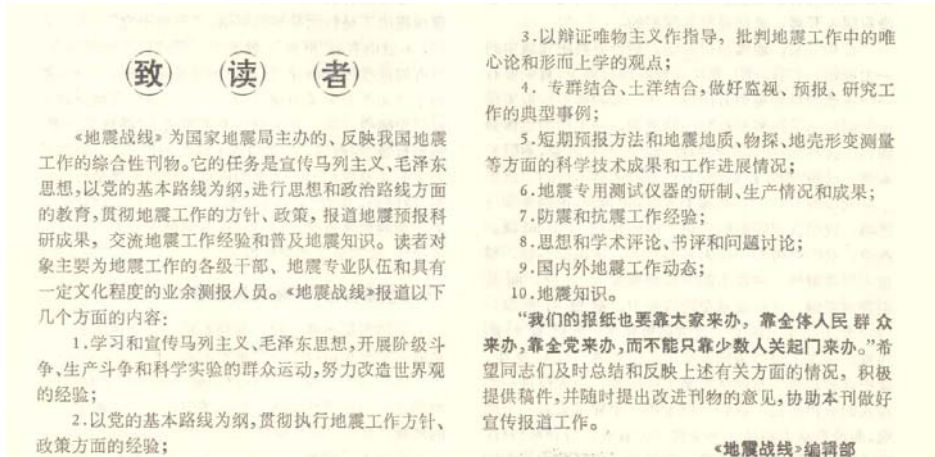 致 读 者
《地震战线》为国家地震局主办的、反映我国地震
工作的综合性刊物。它的任务是宣传马列主义、毛泽东
思想，以党的基本路线为纲，进行思想和政治路线方面
的教育，贯彻地震工作的方针、政策，报道地震预报科
研成果，交流地震工作经验和普及地震知识。读者对
象主要为地震工作的各级干部、地震专业队伍和具有
一定文化程度的业余测报人员。《地震战线》报道以下
几个方面的内容：
1.学习和宣传马列主义、毛泽东思想，开展阶级斗
争、生产斗争和科学实验的群众运动，努力改造世界观
的经验；
2.以党的基本路线为纲，贯彻执行地震工作方针、
政策方面的经验；
3.以辩证唯物主义作指导，批判地震工作中的唯
心论和形而上学的观点；
4.专群结合、土洋结合，做好监视、预报、研究工
作的典型事例；
5.短期预报方法和地震地质、物探、地壳形变测量
等方面的科学技术成果和工作进展情况；
6.地震专用测试仪器的研制、生产情况和成果；
7.防震和抗震工作经验；
8.思想和学术评论、书评和问题讨论；
9.国内外地震工作动态；
10.地震知识。
“我们的报纸也要靠大家来办，靠全体人民群众
来办，靠全党来办，而不能只靠少数人关起门来办。”希
望同志们及时总结和反映上述有关方面的情况，积极
提供稿件，并随时提出改进刊物的意见，协助本刊做好
宣传报道工作。
《地震战线》编辑部